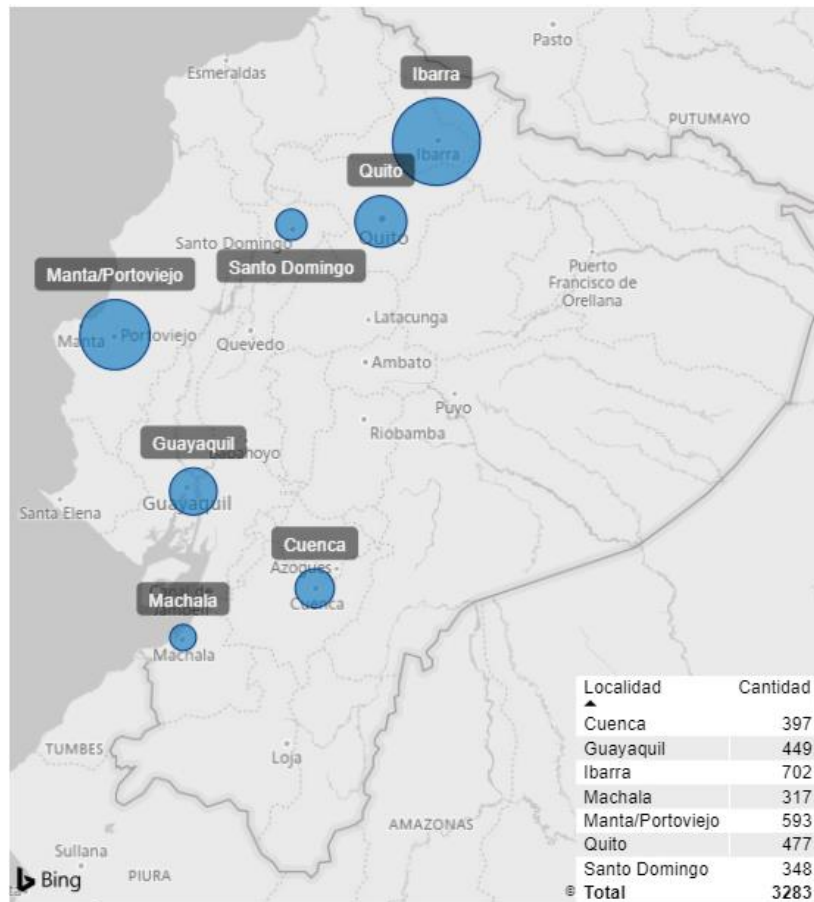 Pasto
Esmeraldas
Ibarra
PUTUMAYO
Ibarra
Quito
Quito
Santo Domingo
Santo Domingo
Manta/Portoviejo
Puerto
Francisco de
Orellana
Latacunga
Manta
Portoviejo
Quevedo
Ambato
Puyo
Riobamba
Guayaquil
Guayaquil
Santa Elena
Cuenca
Azogues
Cuenca
Machala
Machala
TUMBES
Loja
AMAZONAS
Sullana
PIURA
Bing
©
Localidad Cantidad
Cuenca 397
Guayaquil 449
Ibarra 702
Machala 317
Manta/Portoviejo 593
Quito 477
Santo Domingo 348
Total 3283